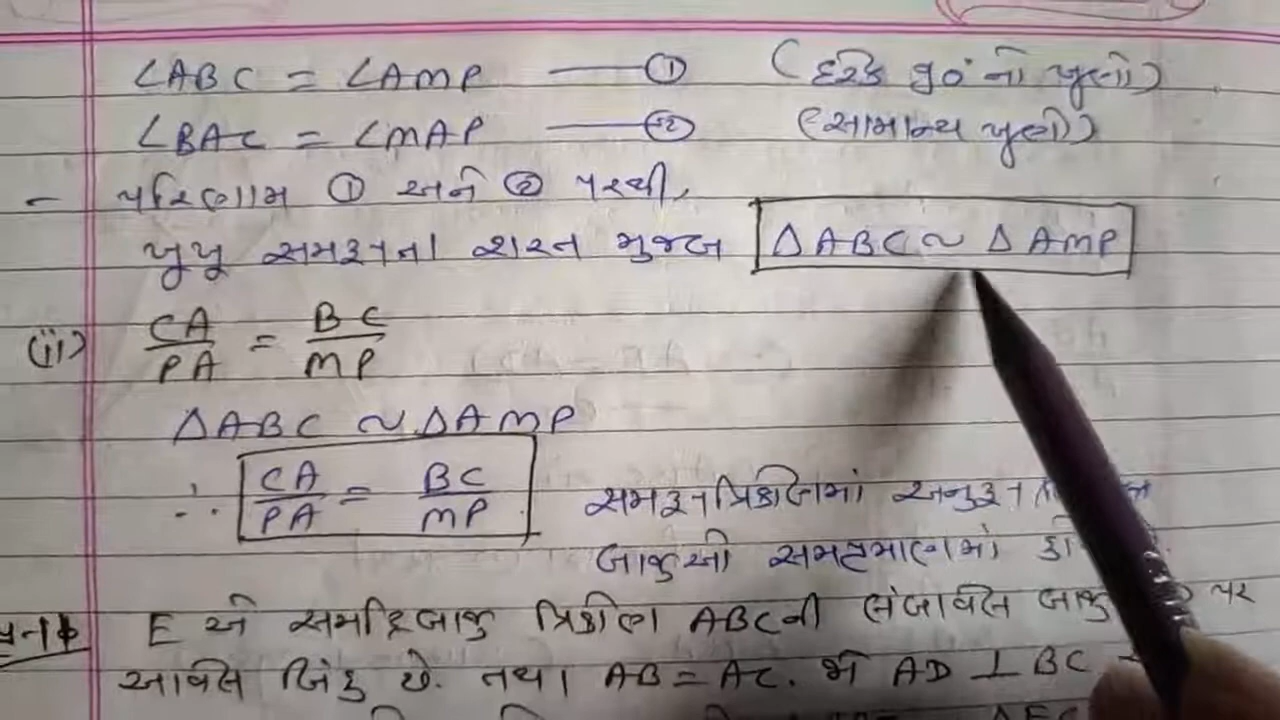 ∠ABC = ∠AMP — ① (દરેક ૯૦° નો ખૂણો)
∠BAC = ∠MAP — ② (સામાન્ય ખૂણો)
– પરિણામ ① અને ② પરથી,
ખૂખૂ સમરૂપતા શરત મુજબ ΔABC ~ ΔAMP
(ii) CA/PA = BC/MP
ΔABC ~ ΔAMP
∴ CA/PA = BC/MP સમરૂપ ત્રિકોણમાં અનુરૂપ
બાજુઓ સમપ્રમાણમાં
E એ સમદ્વિબાજુ ત્રિકોણ ABCની લંબાવેલ બાજુ પર
આવેલ બિંદુ છે. તથા AB = AC. જો AD ⊥ BC